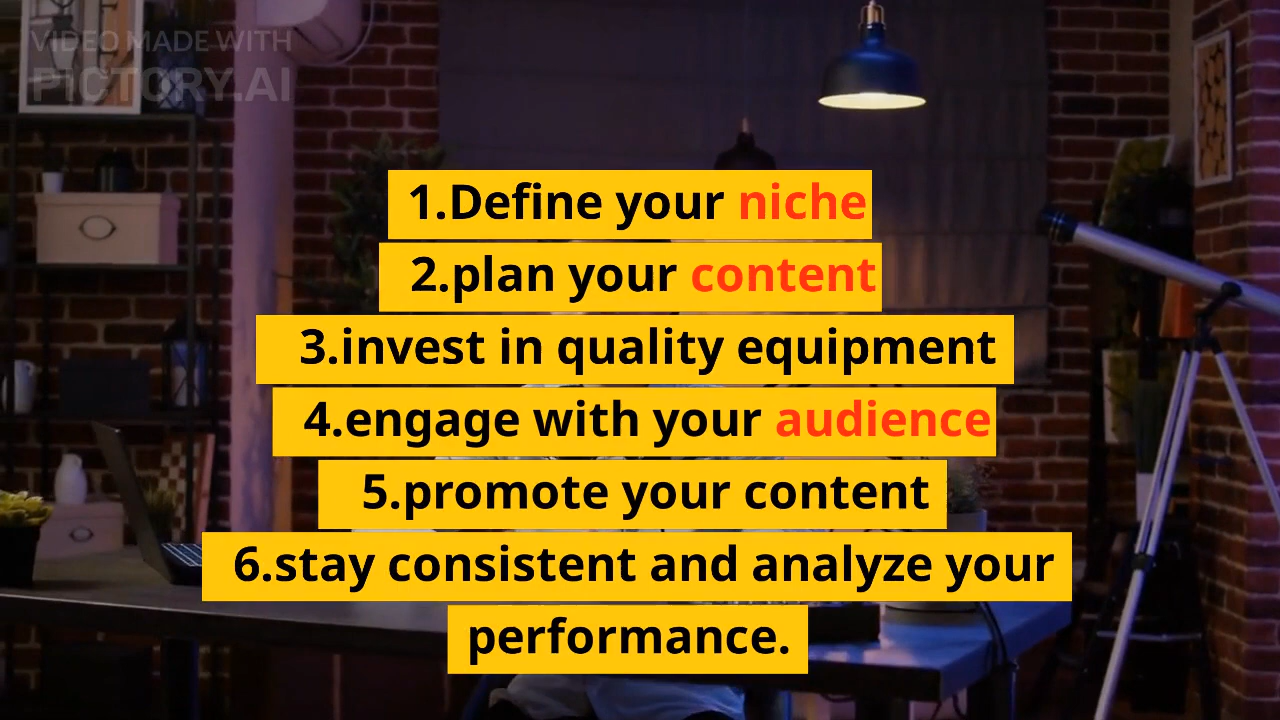 VIDEO MADE WITH
PICTORY.AI
1.Define your niche
2.plan your content
3.invest in quality equipment
4.engage with your audience
5.promote your content
6.stay consistent and analyze your
performance.